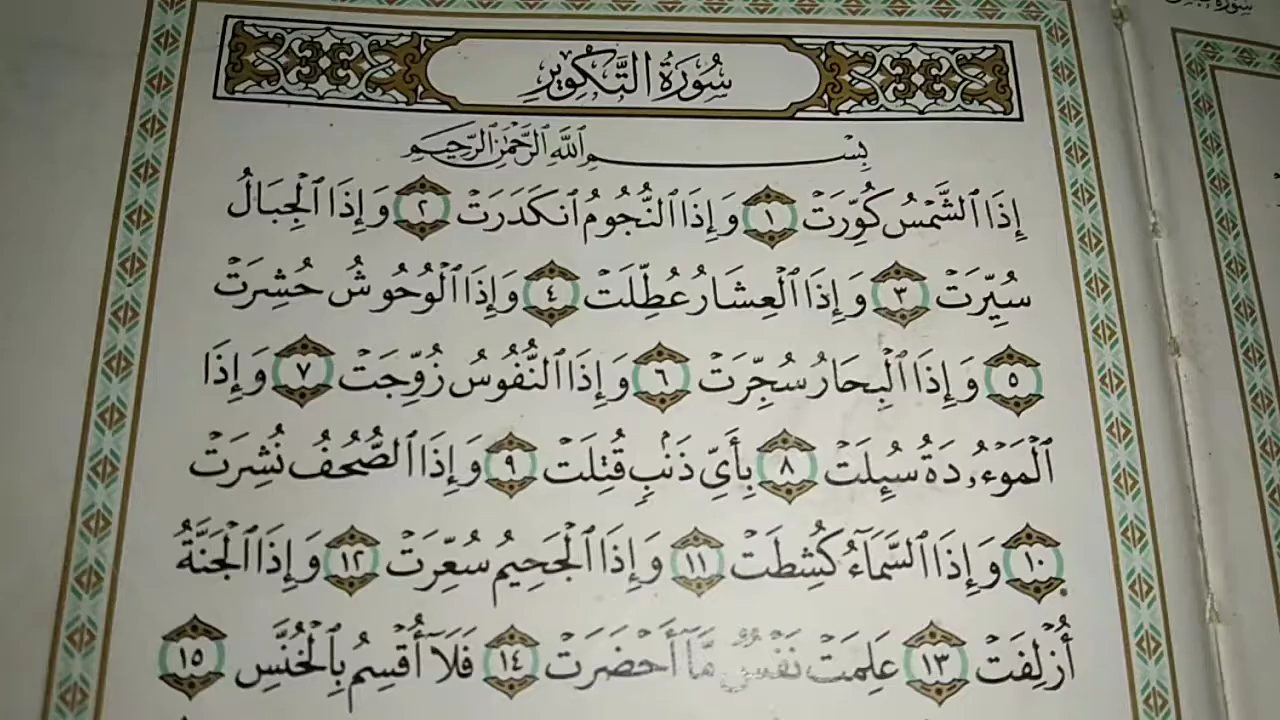 سُورَةُ التَّكْوِيرِ
بِسْمِ ٱللَّهِ ٱلرَّحْمَٰنِ ٱلرَّحِيمِ
إِذَا ٱلشَّمْسُ كُوِّرَتْ ١ وَإِذَا ٱلنُّجُومُ ٱنكَدَرَتْ ٢ وَإِذَا ٱلْجِبَالُ
سُيِّرَتْ ٣ وَإِذَا ٱلْعِشَارُ عُطِّلَتْ ٤ وَإِذَا ٱلْوُحُوشُ حُشِرَتْ
٥ وَإِذَا ٱلْبِحَارُ سُجِّرَتْ ٦ وَإِذَا ٱلنُّفُوسُ زُوِّجَتْ ٧ وَإِذَا
ٱلْمَوْءُۥدَةُ سُئِلَتْ ٨ بِأَىِّ ذَنۢبٍ قُتِلَتْ ٩ وَإِذَا ٱلصُّحُفُ نُشِرَتْ
١٠ وَإِذَا ٱلسَّمَآءُ كُشِطَتْ ١١ وَإِذَا ٱلْجَحِيمُ سُعِّرَتْ ١٢ وَإِذَا ٱلْجَنَّةُ
أُزْلِفَتْ ١٣ عَلِمَتْ نَفْسٌ مَّآ أَحْضَرَتْ ١٤ فَلَآ أُقْسِمُ بِٱلْخُنَّسِ ١٥